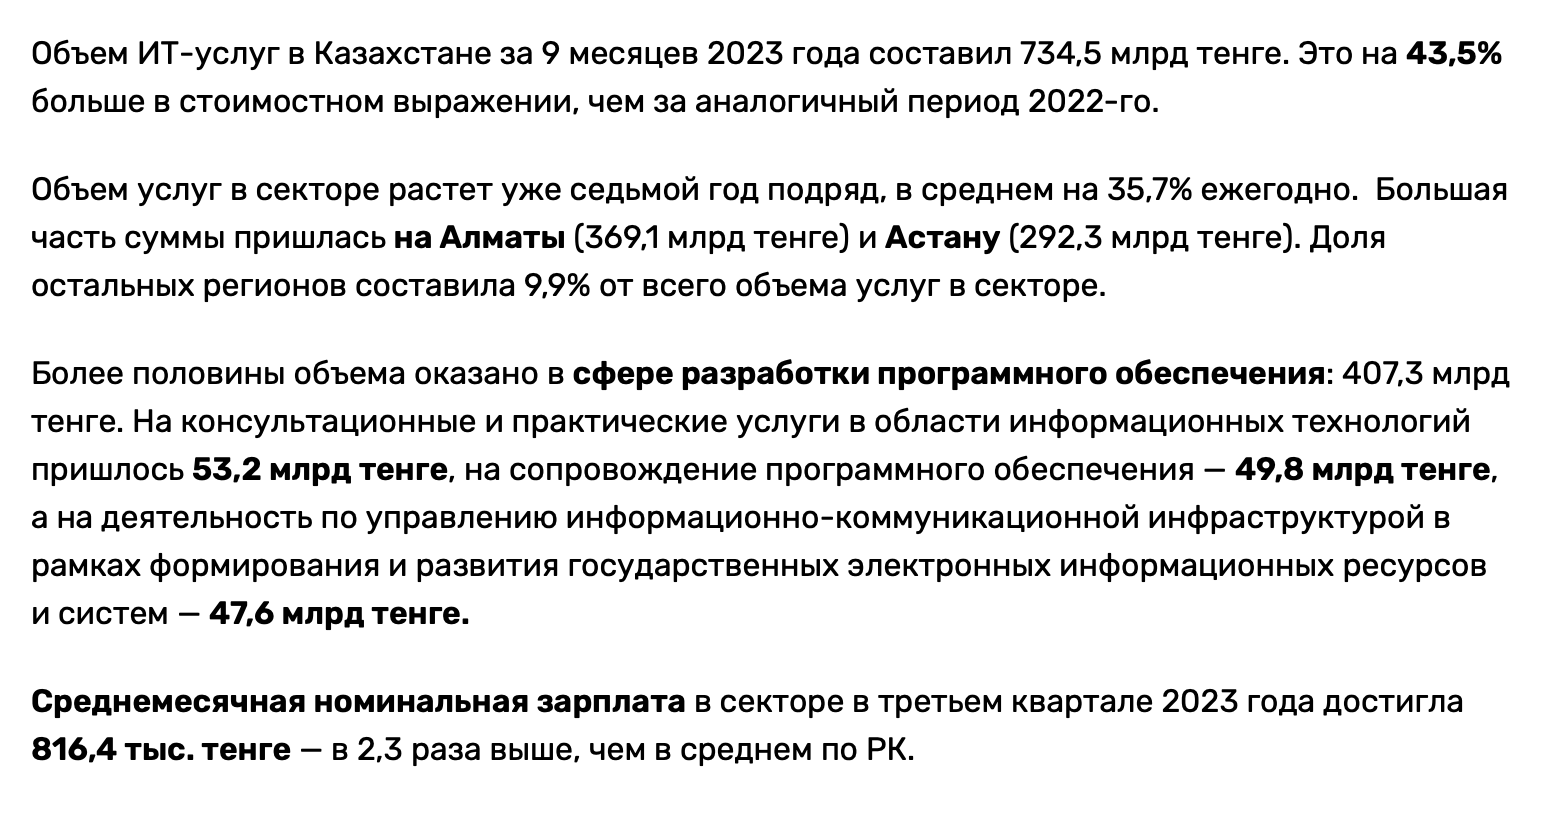 Объем ИТ-услуг в Казахстане за 9 месяцев 2023 года составил 734,5 млрд тенге. Это на 43,5%
больше в стоимостном выражении, чем за аналогичный период 2022-го.
Объем услуг в секторе растет уже седьмой год подряд, в среднем на 35,7% ежегодно.  Большая
часть суммы пришлась на Алматы (369,1 млрд тенге) и Астану (292,3 млрд тенге). Доля
остальных регионов составила 9,9% от всего объема услуг в секторе.
Более половины объема оказано в сфере разработки программного обеспечения: 407,3 млрд
тенге. На консультационные и практические услуги в области информационных технологий
пришлось 53,2 млрд тенге, на сопровождение программного обеспечения — 49,8 млрд тенге,
а на деятельность по управлению информационно-коммуникационной инфраструктурой в
рамках формирования и развития государственных электронных информационных ресурсов
и систем — 47,6 млрд тенге.
Среднемесячная номинальная зарплата в секторе в третьем квартале 2023 года достигла
816,4 тыс. тенге — в 2,3 раза выше, чем в среднем по РК.